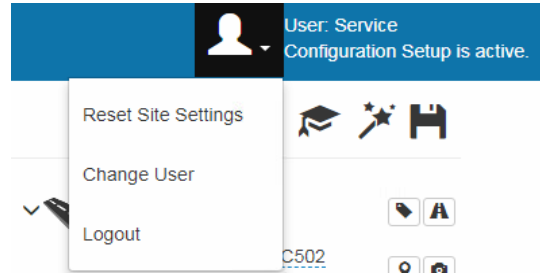 User: Service
Configuration Setup is active.
Reset Site Settings
Change User
Logout
C502